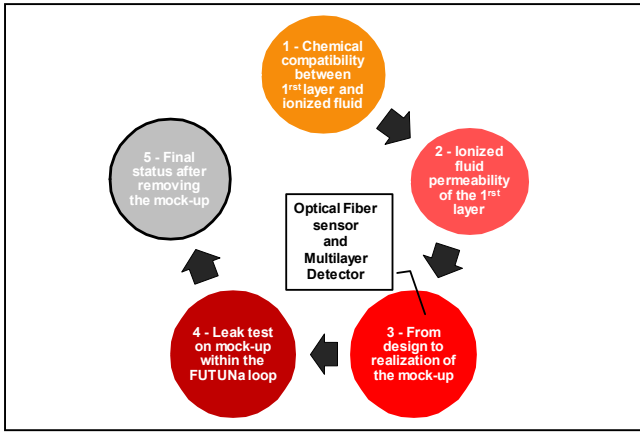 1 - Chemical
compatibility
between
1rst layer and
ionized fluid
2 - Ionized
fluid
permeability
of the 1rst
layer
Optical Fiber
sensor
and
Multilayer
Detector
3 - From
design to
realization of
the mock-up
4 - Leak test
on mock-up
within the
FUTUNa loop
5 - Final
status after
removing
the mock-up